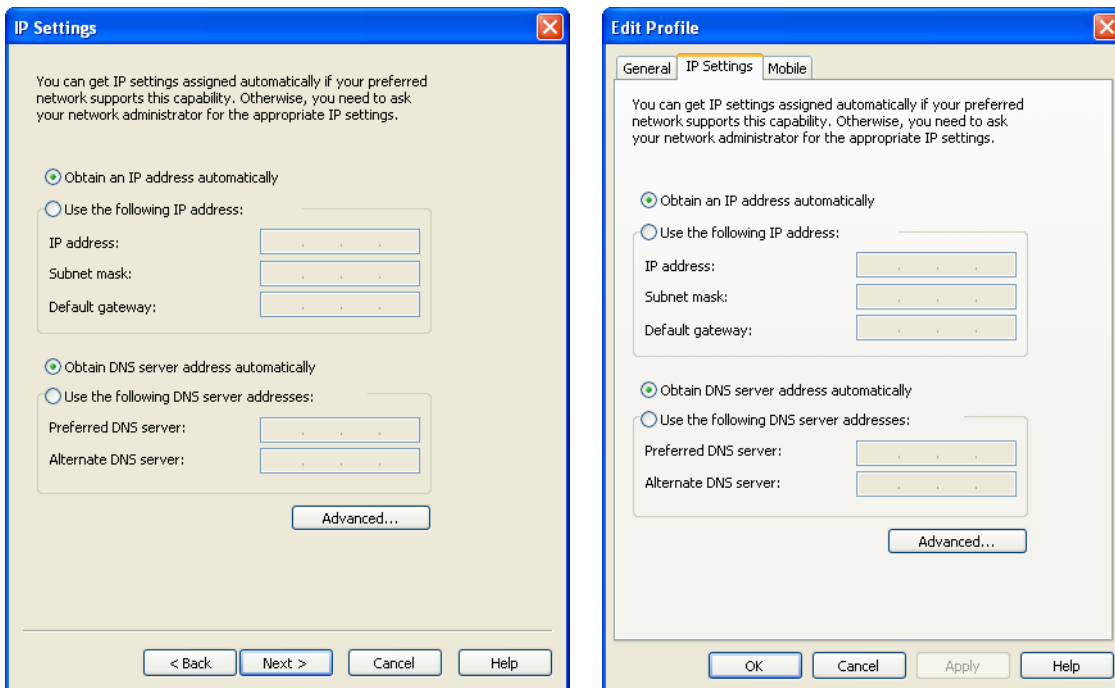 IP Settings
You can get IP settings assigned automatically if your preferred
network supports this capability. Otherwise, you need to ask
your network administrator for the appropriate IP settings.
Obtain an IP address automatically
Use the following IP address:
IP address:
Subnet mask:
Default gateway:
Obtain DNS server address automatically
Use the following DNS server addresses:
Preferred DNS server:
Alternate DNS server:
Advanced...
< Back Next > Cancel Help
Edit Profile
General IP Settings Mobile
You can get IP settings assigned automatically if your preferred
network supports this capability. Otherwise, you need to ask
your network administrator for the appropriate IP settings.
Obtain an IP address automatically
Use the following IP address:
IP address:
Subnet mask:
Default gateway:
Obtain DNS server address automatically
Use the following DNS server addresses:
Preferred DNS server:
Alternate DNS server:
Advanced...
OK Cancel Apply Help